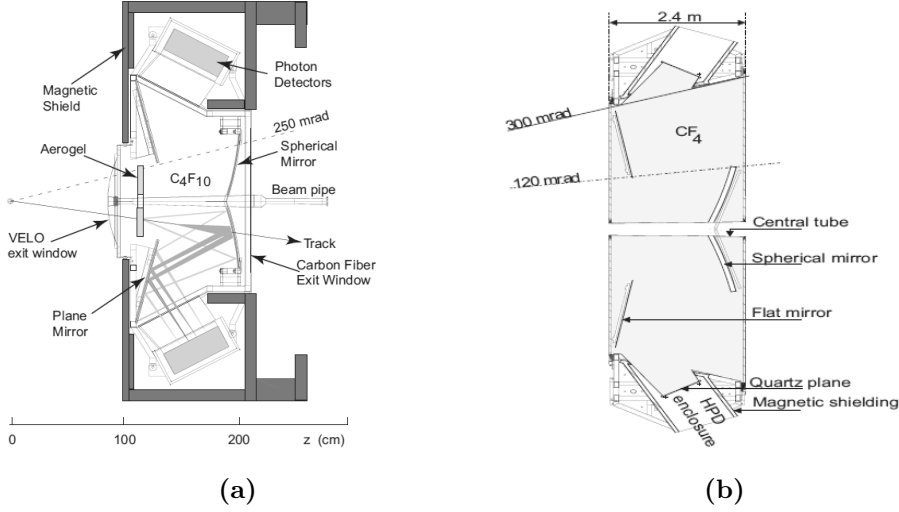 Magnetic
Shield
Aerogel
VELO
exit window
Plane
Mirror
C4F10
250 mrad
Photon
Detectors
Spherical
Mirror
Beam pipe
Track
Carbon Fiber
Exit Window
0
100
200
z (cm)
(a)
2.4 m
300 mrad
CF4
120 mrad
Central tube
Spherical mirror
Flat mirror
Quartz plane
Magnetic shielding
HPD
enclosure
(b)